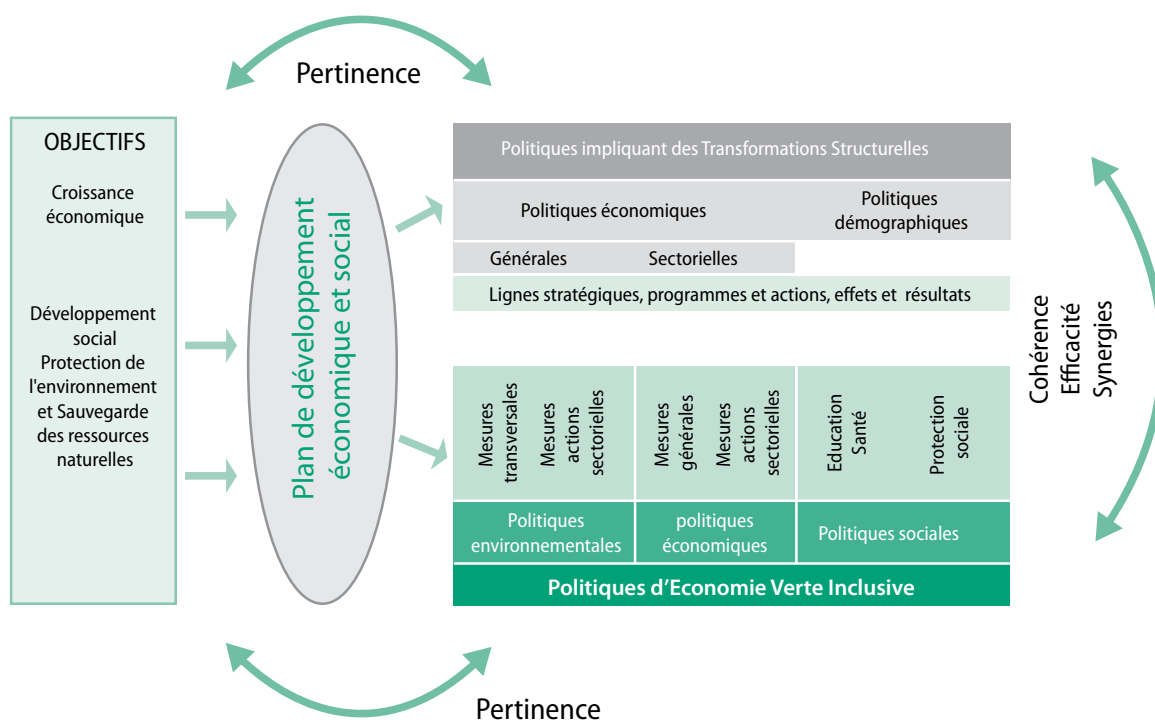 Pertinence
OBJECTIFS
Croissance
économique
Développement
social
Protection de
l'environnement
et Sauvegarde
des ressources
naturelles
Plan de développement
économique et social
Politiques impliquant des Transformations Structurelles
Politiques économiques
Politiques
démographiques
Générales
Sectorielles
Lignes stratégiques, programmes et actions, effets et résultats
Mesures
transversales
Mesures
actions
sectorielles
Mesures
générales
Mesures
actions
sectorielles
Education
Santé
Protection
sociale
Politiques
environnementales
politiques
économiques
Politiques sociales
Politiques d’Economie Verte Inclusive
Cohérence
Efficacité
Synergies
Pertinence